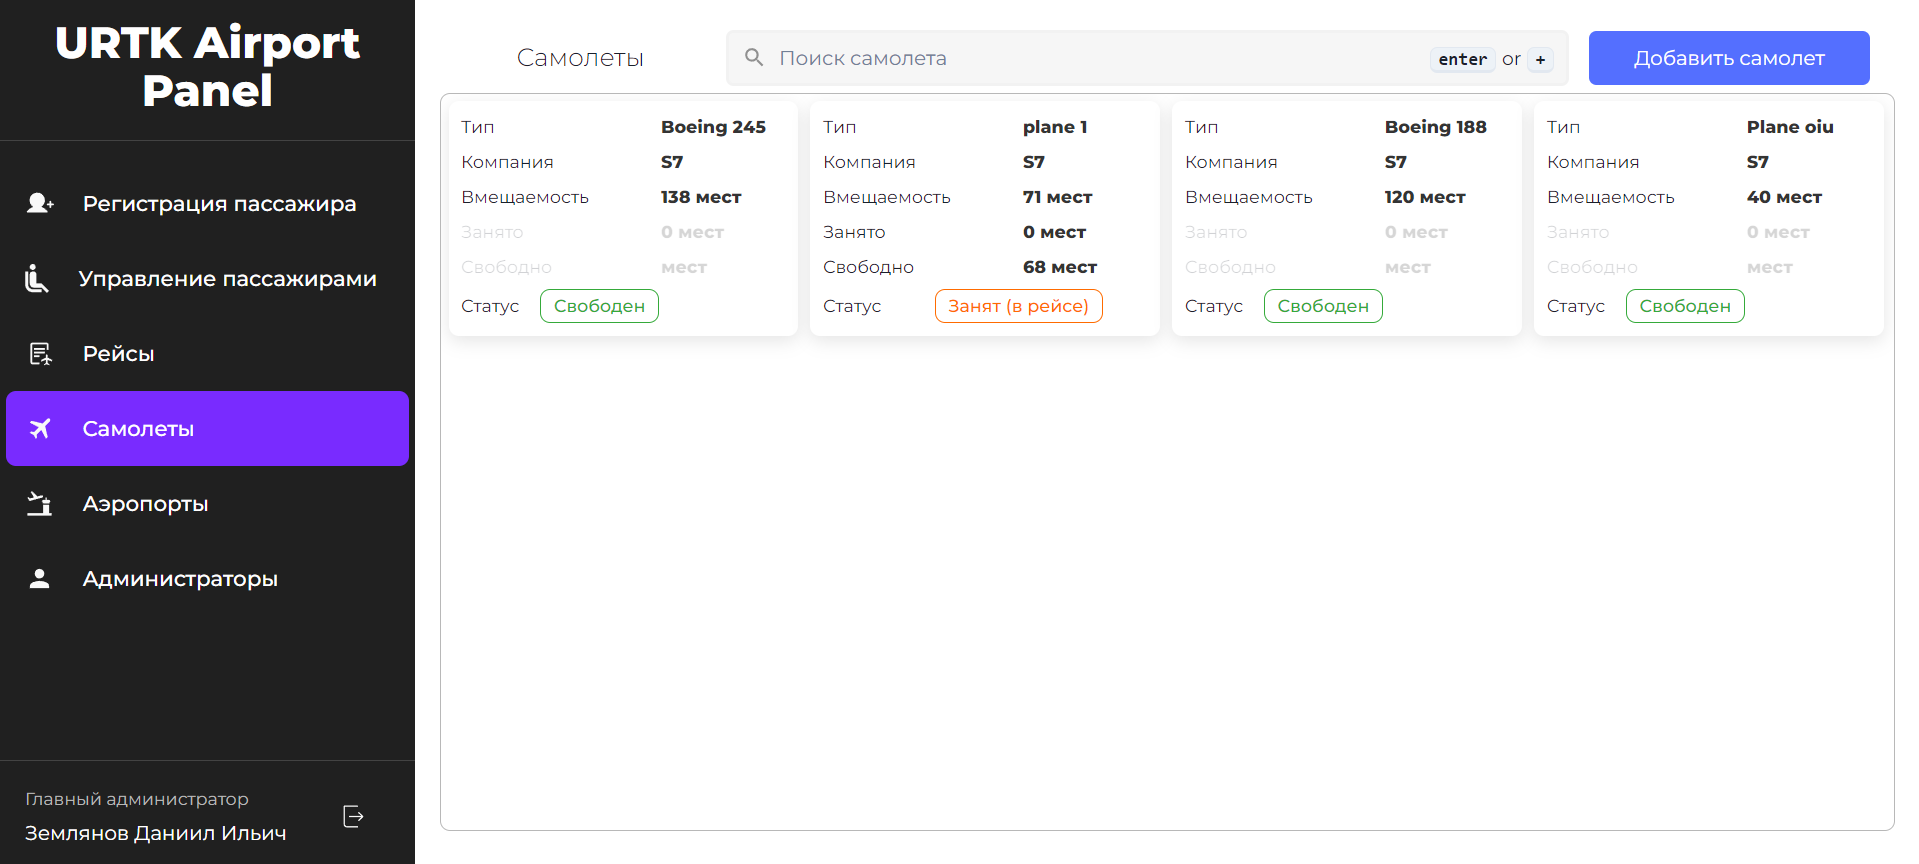 URTK Airport
Panel
Регистрация пассажира
Управление пассажирами
Рейсы
Самолеты
Аэропорты
Администраторы
Главный администратор
Землянов Даниил Ильич
Самолеты
Поиск самолета enter or +
Добавить самолет
Тип Boeing 245
Компания S7
Вмещаемость 138 мест
Занято 0 мест
Свободно мест
Статус Свободен
Тип plane 1
Компания S7
Вмещаемость 71 мест
Занято 0 мест
Свободно 68 мест
Статус Занят (в рейсе)
Тип Boeing 188
Компания S7
Вмещаемость 120 мест
Занято 0 мест
Свободно мест
Статус Свободен
Тип Plane oiu
Компания S7
Вмещаемость 40 мест
Занято 0 мест
Свободно мест
Статус Свободен